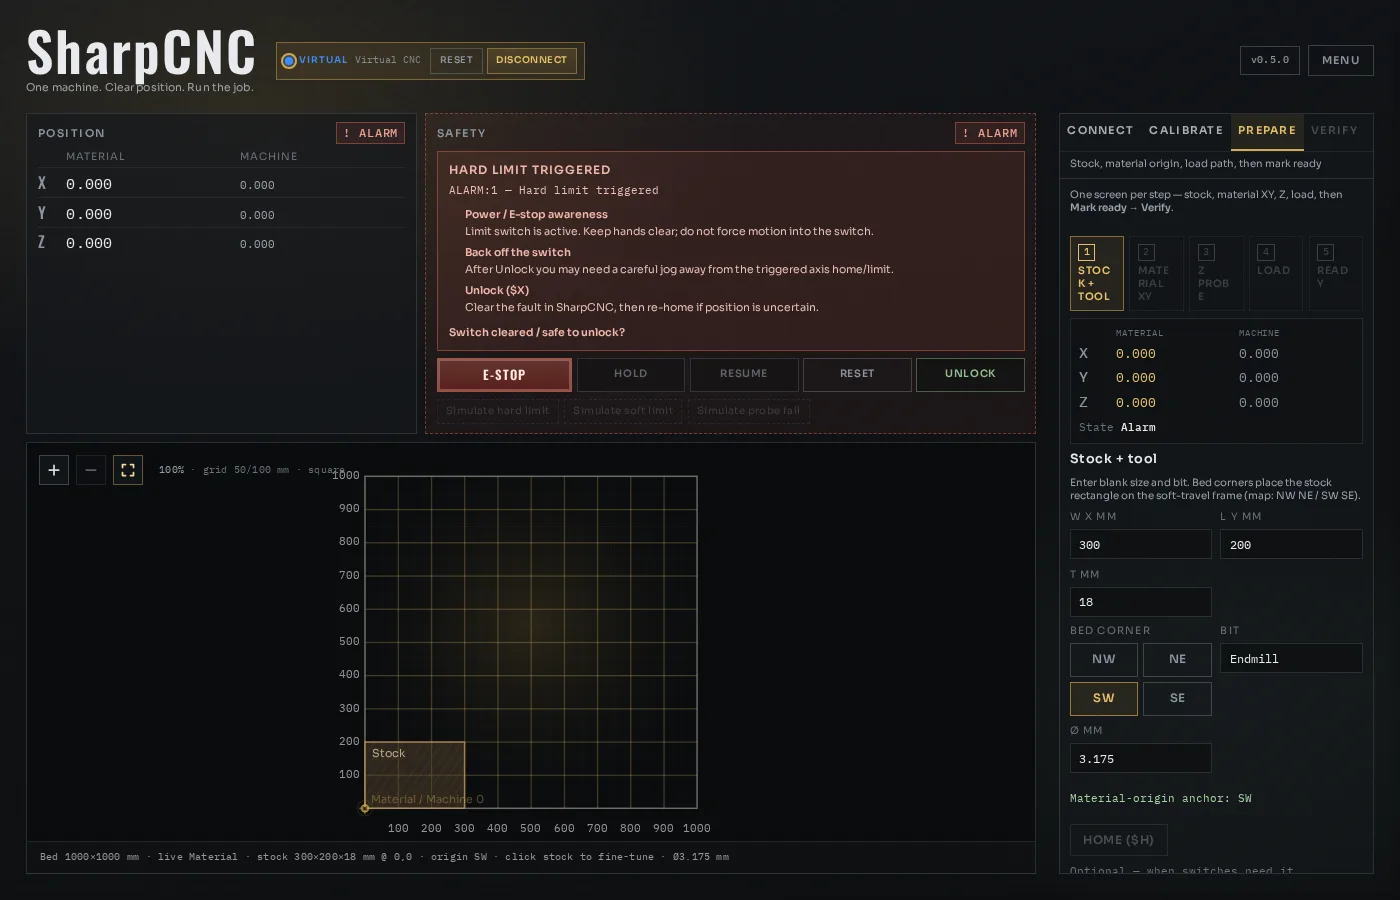 SharpCNC
One machine. Clear position. Run the job.
VIRTUAL Virtual CNC RESET DISCONNECT
v0.5.0 MENU
POSITION ! ALARM
MATERIAL MACHINE
X 0.000 0.000
Y 0.000 0.000
Z 0.000 0.000
SAFETY ! ALARM
HARD LIMIT TRIGGERED
ALARM:1 — Hard limit triggered
Power / E-stop awareness
Limit switch is active. Keep hands clear; do not force motion into the switch.
Back off the switch
After Unlock you may need a careful jog away from the triggered axis home/limit.
Unlock ($X)
Clear the fault in SharpCNC, then re-home if position is uncertain.
Switch cleared / safe to unlock?
E-STOP HOLD RESUME RESET UNLOCK
Simulate hard limit Simulate soft limit Simulate probe fail
+ − 100% · grid 50/100 mm · square
1000
900
800
700
600
500
400
300
200
100
Stock
Material / Machine 0
100 200 300 400 500 600 700 800 900 1000
Bed 1000×1000 mm · live Material · stock 300×200×18 mm @ 0,0 · origin SW · click stock to fine-tune · Ø3.175 mm
CONNECT CALIBRATE PREPARE VERIFY
Stock, material origin, load path, then mark ready
One screen per step — stock, material XY, Z, load, then
Mark ready → Verify.
1 2 3 4 5
STOC MATE Z LOAD READ
K + RIAL PROB Y
TOOL XY E
MATERIAL MACHINE
X 0.000 0.000
Y 0.000 0.000
Z 0.000 0.000
State Alarm
Stock + tool
Enter blank size and bit. Bed corners place the stock
rectangle on the soft-travel frame (map: NW NE / SW SE).
W X MM L Y MM
300 200
T MM
18
BED CORNER BIT
NW NE Endmill
SW SE
Ø MM
3.175
Material-origin anchor: SW
HOME ($H)
Optional — when switches need it